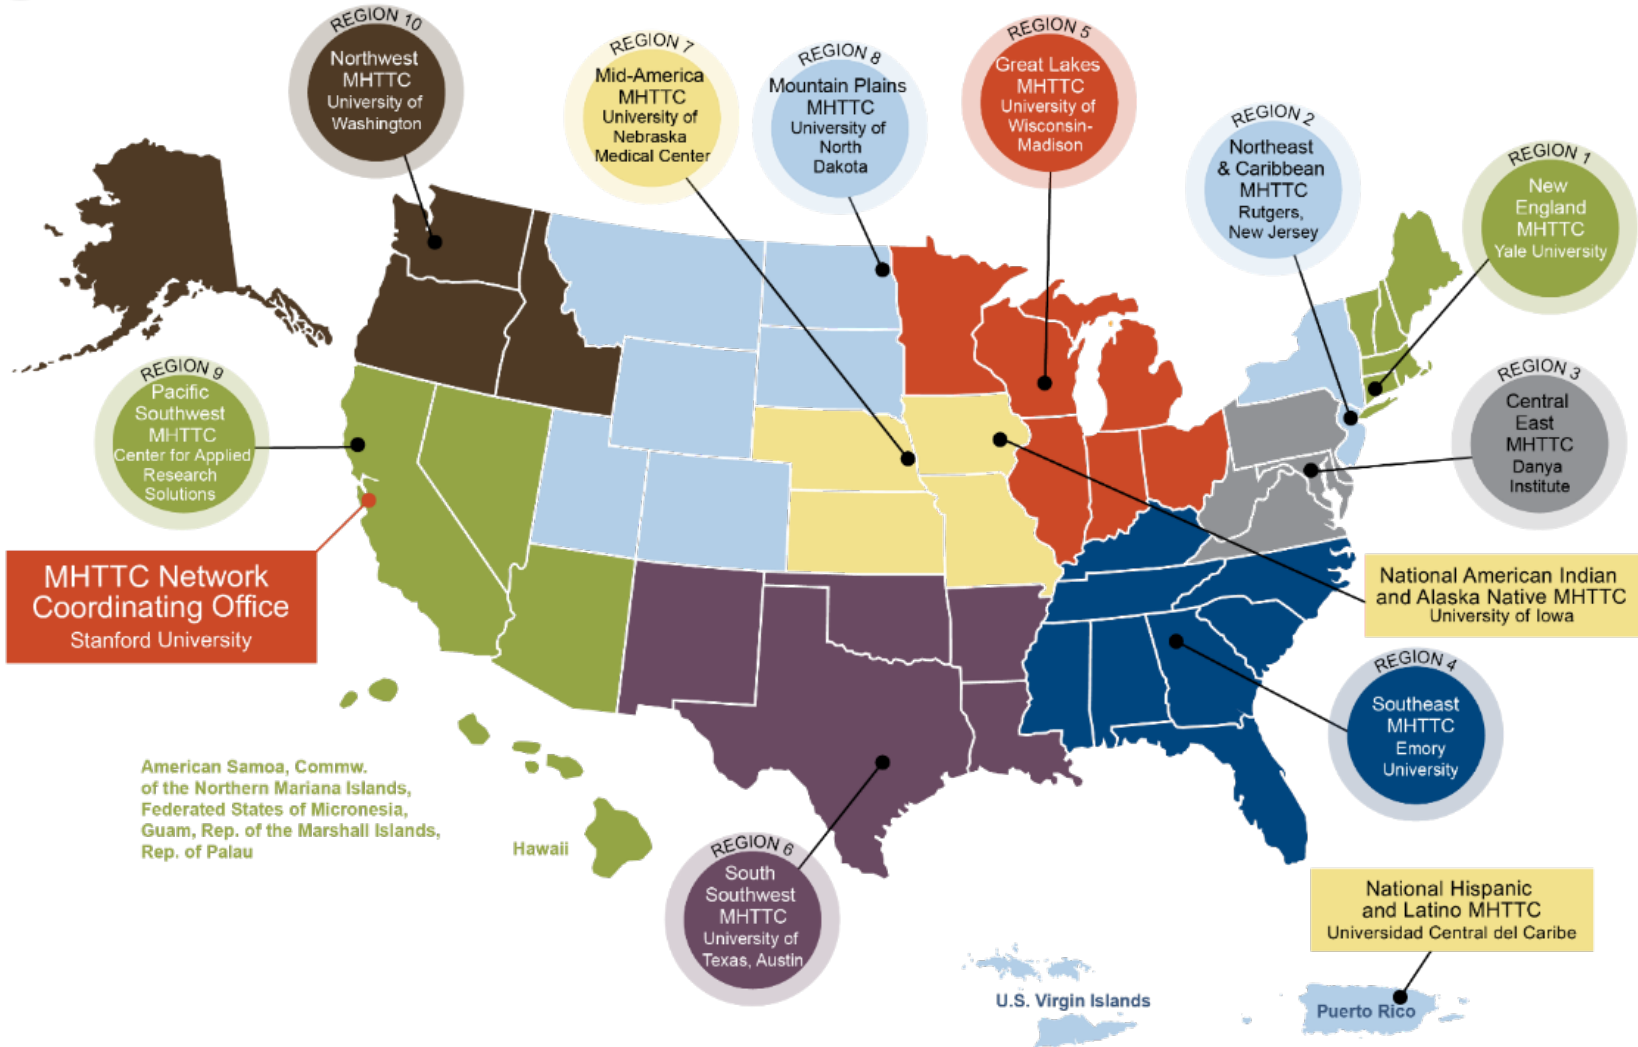 REGION 10
Northwest
MHTTC
University of
Washington
REGION 7
Mid-America
MHTTC
University of
Nebraska
Medical Center
REGION 8
Mountain Plains
MHTTC
University of
North
Dakota
REGION 5
Great Lakes
MHTTC
University of
Wisconsin-
Madison
REGION 2
Northeast
& Caribbean
MHTTC
Rutgers,
New Jersey
REGION 1
New
England
MHTTC
Yale University
REGION 9
Pacific
Southwest
MHTTC
Center for Applied
Research
Solutions
REGION 3
Central
East
MHTTC
Danya
Institute
MHTTC Network
Coordinating Office
Stanford University
National American Indian
and Alaska Native MHTTC
University of Iowa
REGION 4
Southeast
MHTTC
Emory
University
American Samoa, Commw.
of the Northern Mariana Islands,
Federated States of Micronesia,
Guam, Rep. of the Marshall Islands,
Rep. of Palau
Hawaii
REGION 6
South
Southwest
MHTTC
University of
Texas, Austin
National Hispanic
and Latino MHTTC
Universidad Central del Caribe
U.S. Virgin Islands
Puerto Rico